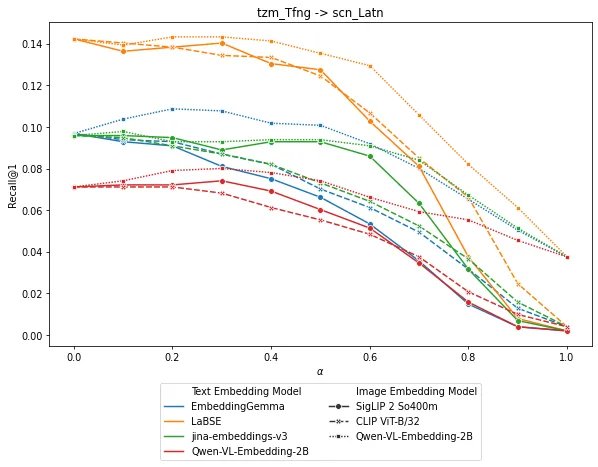 tzm_Tfng -> scn_Latn
Recall@1
0.14
0.12
0.10
0.08
0.06
0.04
0.02
0.00
0.0
0.2
0.4
0.6
0.8
1.0
α
Text Embedding Model
EmbeddingGemma
LaBSE
jina-embeddings-v3
Qwen-VL-Embedding-2B
Image Embedding Model
SigLIP 2 So400m
CLIP ViT-B/32
Qwen-VL-Embedding-2B